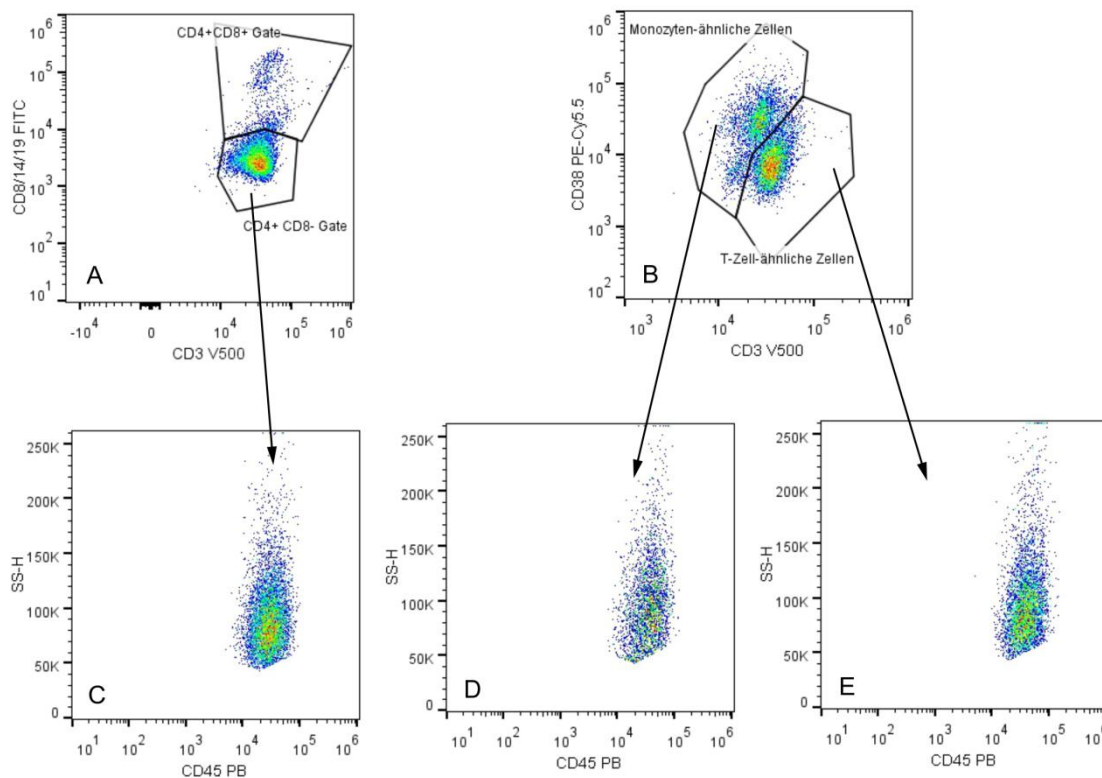 CD4+CD8+ Gate
CD8/14/19 FITC
10^6
10^5
10^4
10^3
10^2
10^1
CD4+ CD8- Gate
A
-10^4 0 10^4 10^5 10^6
CD3 V500
Monozyten-ähnliche Zellen
CD38 PE-Cy5.5
10^6
10^5
10^4
10^3
10^2
T-Zell-ähnliche Zellen
B
10^3 10^4 10^5 10^6
CD3 V500
SS-H
250K
200K
150K
100K
50K
0
C
10^1 10^2 10^3 10^4 10^5 10^6
CD45 PB
SS-H
250K
200K
150K
100K
50K
0
D
10^1 10^2 10^3 10^4 10^5 10^6
CD45 PB
SS-H
250K
200K
150K
100K
50K
0
E
10^1 10^2 10^3 10^4 10^5 10^6
CD45 PB